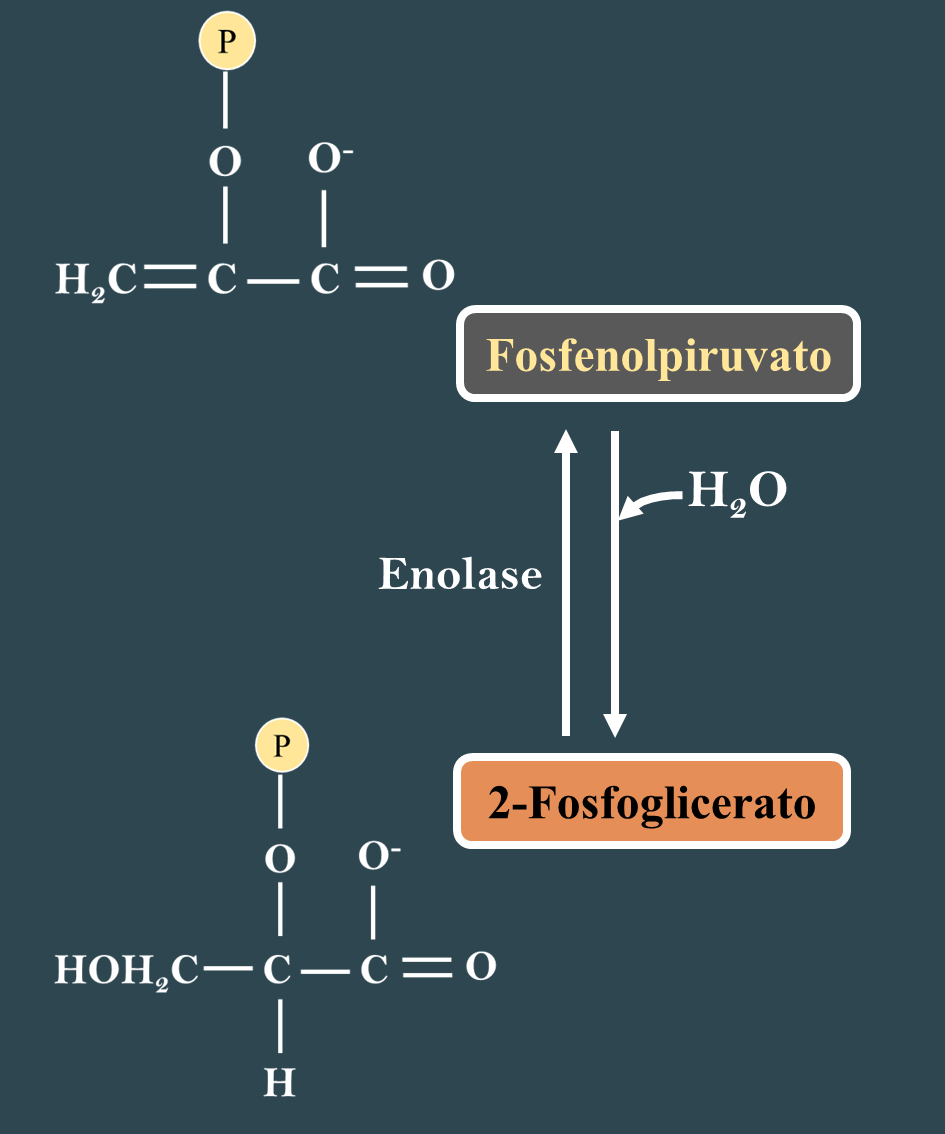 P
O O-
H₂C C C O
Fosfenolpiruvato
H₂O
Enolase
P
2-Fosfoglicerato
O O-
HOH₂C C C O
H